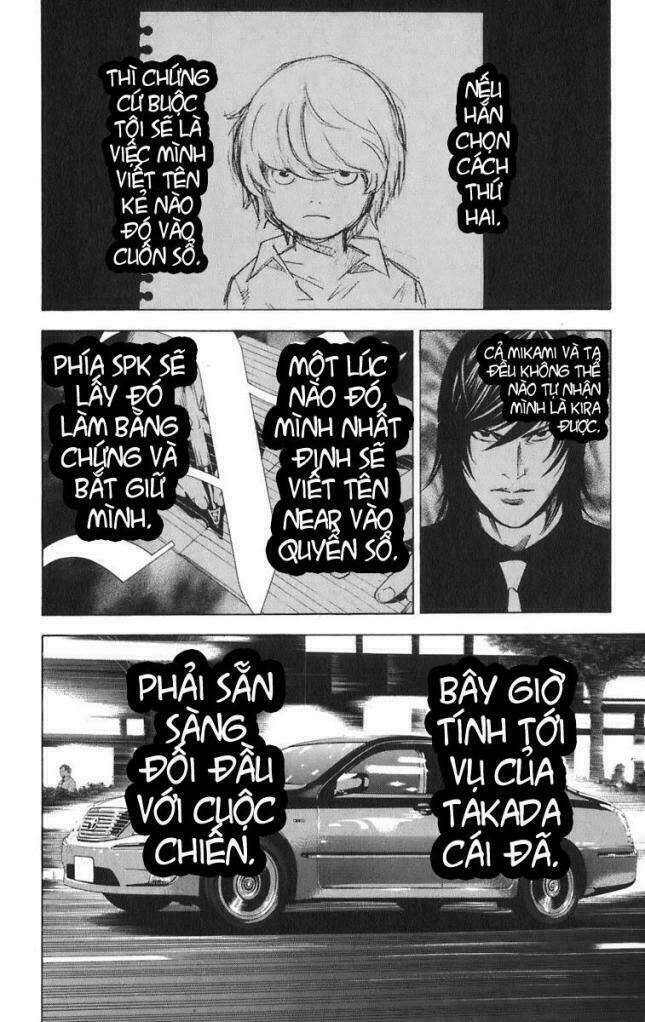 NẾU
HẮN
CHỌN
CÁCH
THỨ
HAI.
THÌ CHỨNG
CỨ BUỘC
TỘI SẼ LÀ
VIỆC MÌNH
VIẾT TÊN
KẺ NÀO
ĐÓ VÀO
CUỐN SỔ.
CẢ MIKAMI VÀ TA
ĐỀU KHÔNG THỂ
NÀO TỰ NHẬN
MÌNH LÀ KIRA
ĐƯỢC.
MỘT LÚC
NÀO ĐÓ,
MÌNH NHẤT
ĐỊNH SẼ
VIẾT TÊN
NEAR VÀO
QUYỂN SỔ.
PHÍA SPK SẼ
LẤY ĐÓ
LÀM BẰNG
CHỨNG VÀ
BẮT GIỮ
MÌNH.
BÂY GIỜ
TÍNH TỚI
VỤ CỦA
TAKADA
CÁI ĐÃ.
PHẢI SẴN
SÀNG
ĐỐI ĐẦU
VỚI CUỘC
CHIẾN.